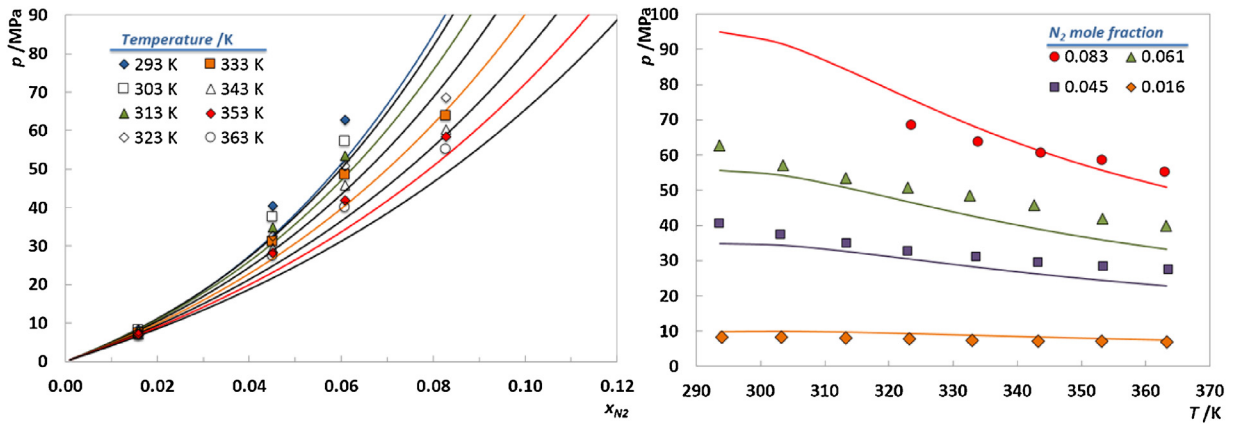 p /MPa
90
80
70
60
50
40
30
20
10
0
0.00
0.02
0.04
0.06
0.08
0.10
0.12
xN2
Temperature /K
293 K
333 K
303 K
343 K
313 K
353 K
323 K
363 K
p /MPa
100
90
80
70
60
50
40
30
20
10
0
290
300
310
320
330
340
350
360
370
T /K
N2 mole fraction
0.083
0.061
0.045
0.016